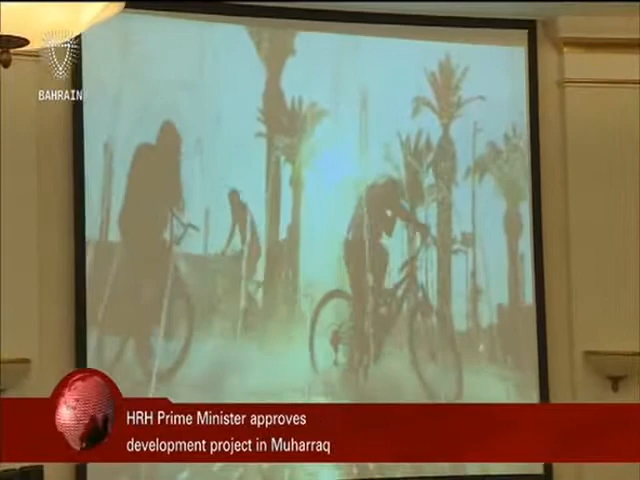 BAHRAIN
HRH Prime Minister approves
development project in Muharraq